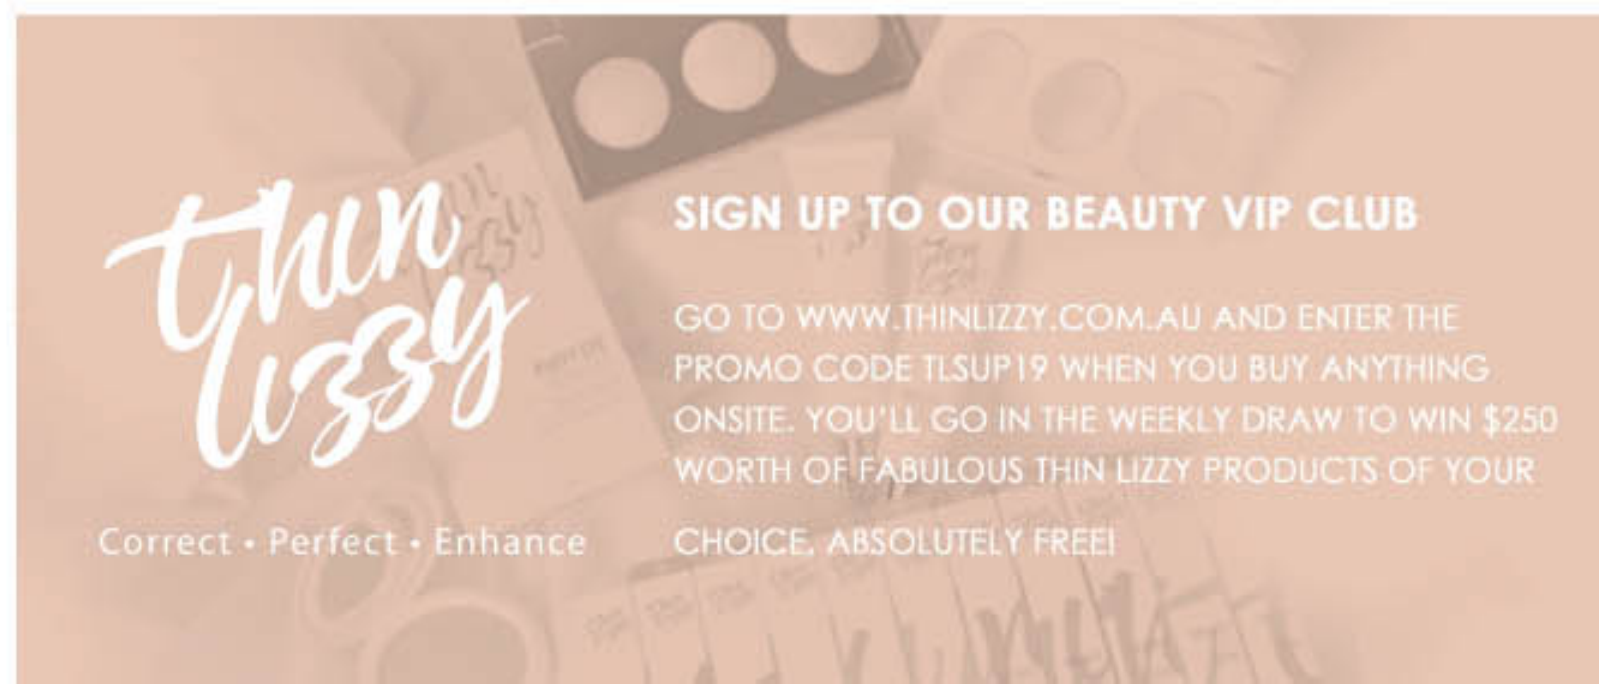 thin
lizzy
Correct • Perfect • Enhance
SIGN UP TO OUR BEAUTY VIP CLUB
GO TO WWW.THINLIZZY.COM.AU AND ENTER THE
PROMO CODE TLSUP19 WHEN YOU BUY ANYTHING
ONSITE. YOU'LL GO IN THE WEEKLY DRAW TO WIN $250
WORTH OF FABULOUS THIN LIZZY PRODUCTS OF YOUR
CHOICE. ABSOLUTELY FREE!